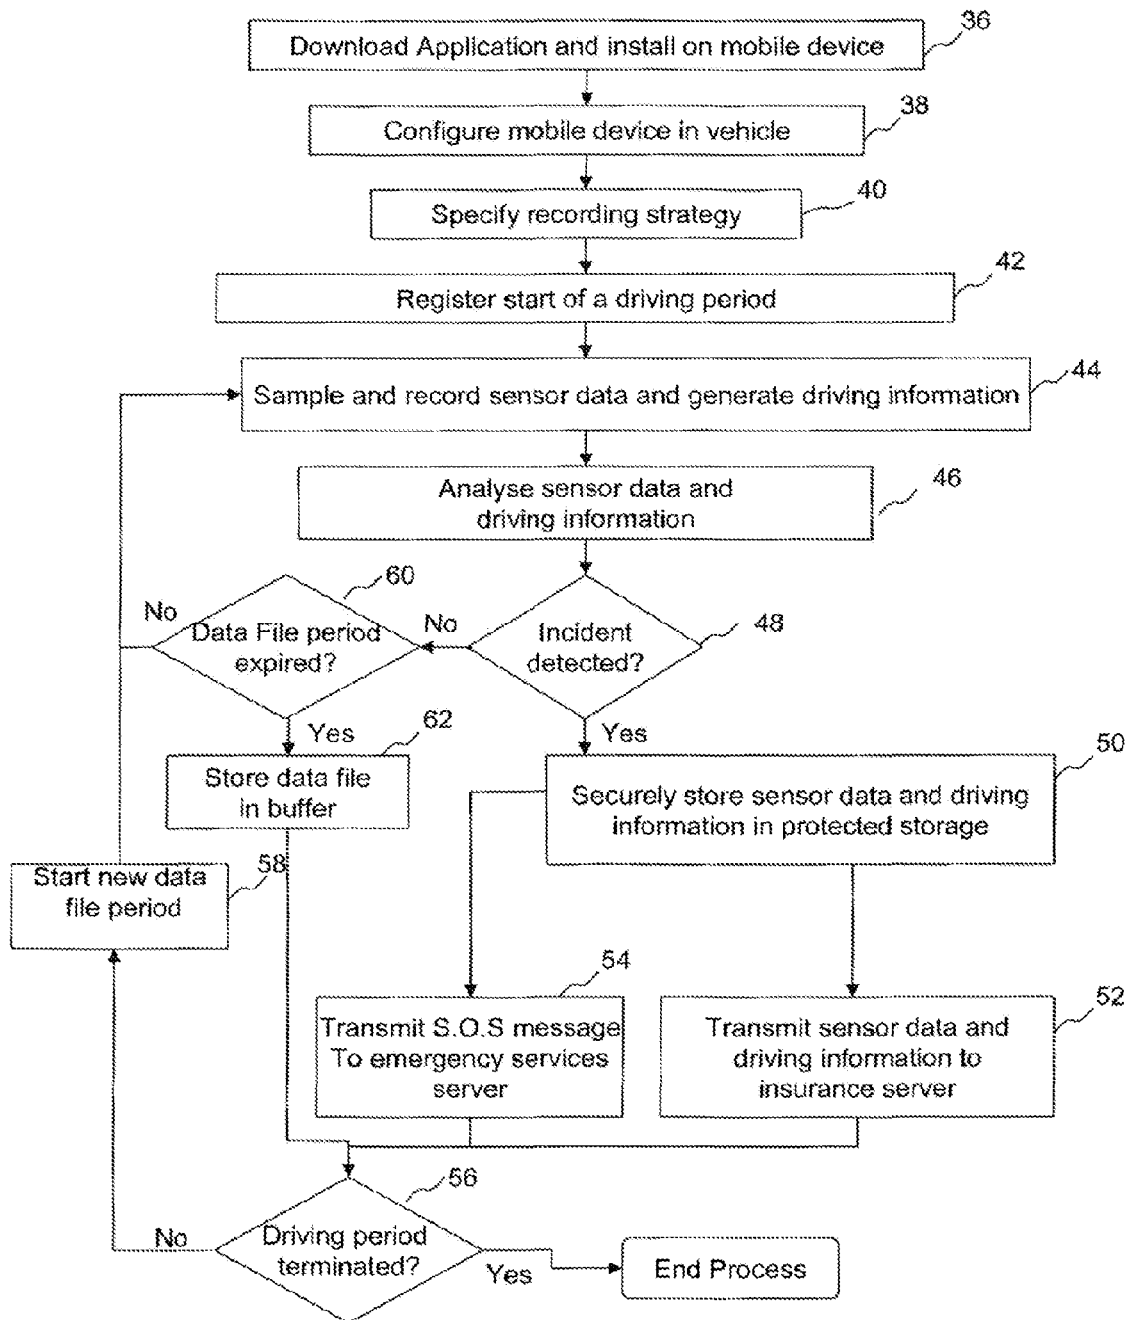 Download Application and install on mobile device
36
Configure mobile device in vehicle
38
Specify recording strategy
40
Register start of a driving period
42
Sample and record sensor data and generate driving information
44
Analyse sensor data and
driving information
46
Incident
detected?
48
No
Yes
Data File period
expired?
60
No
Yes
Store data file
in buffer
62
Securely store sensor data and driving
information in protected storage
50
Start new data
file period
58
Transmit S.O.S message
To emergency services
server
54
Transmit sensor data and
driving information to
insurance server
52
Driving period
terminated?
56
No
Yes
End Process